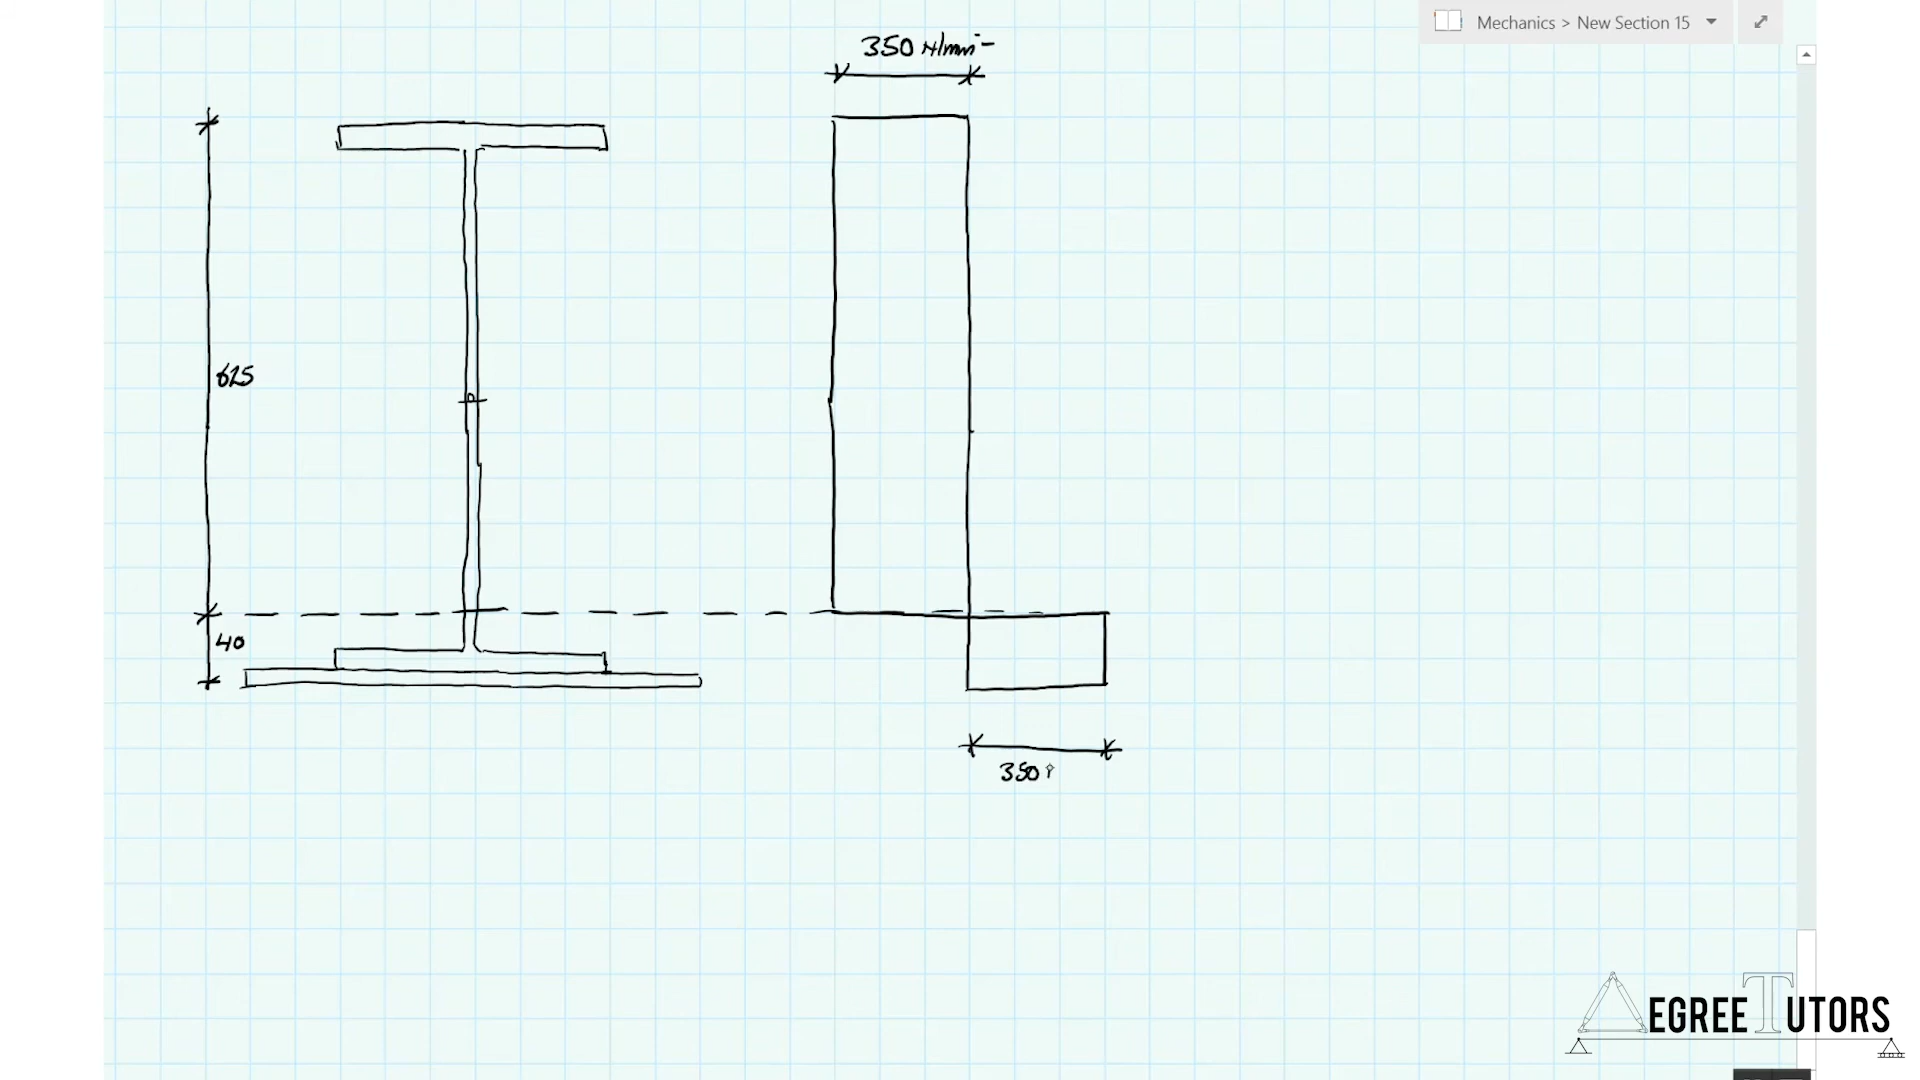 Mechanics > New Section 15
350 N/mm²
625
40
350 N
EGREE TUTORS